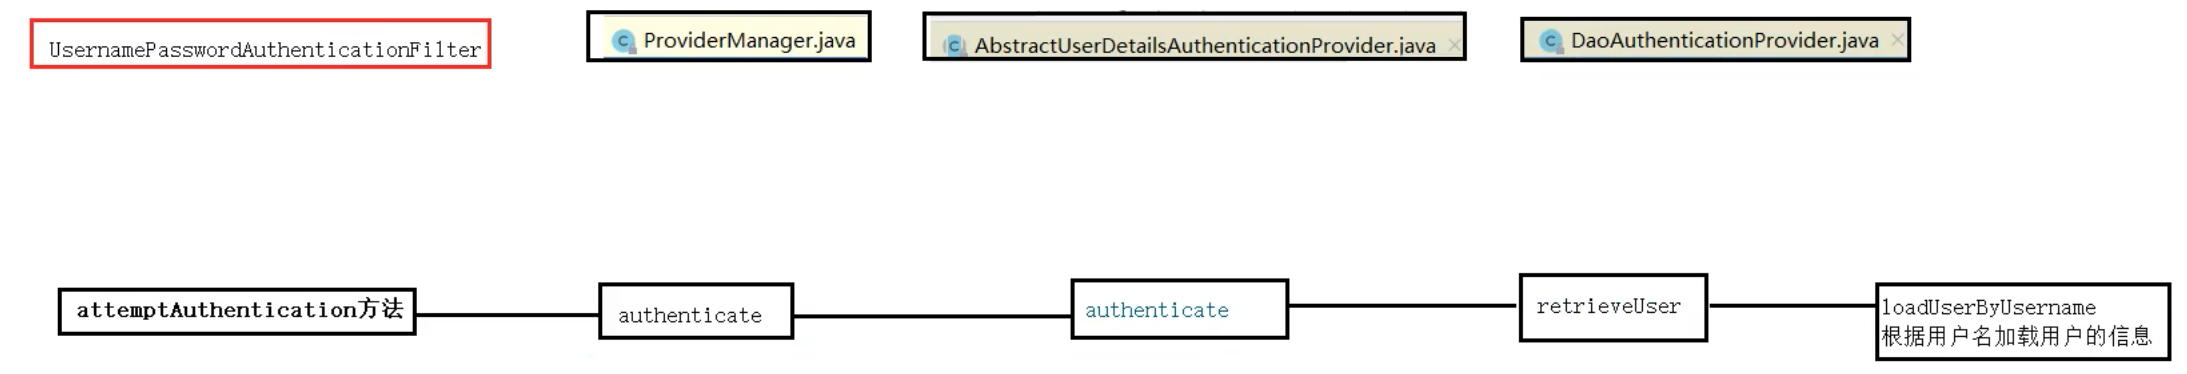 UsernamePasswordAuthenticationFilter
ProviderManager.java
AbstractUserDetailsAuthenticationProvider.java
DaoAuthenticationProvider.java
attemptAuthentication方法
authenticate
authenticate
retrieveUser
loadUserByUsername
根据用户名加载用户的信息